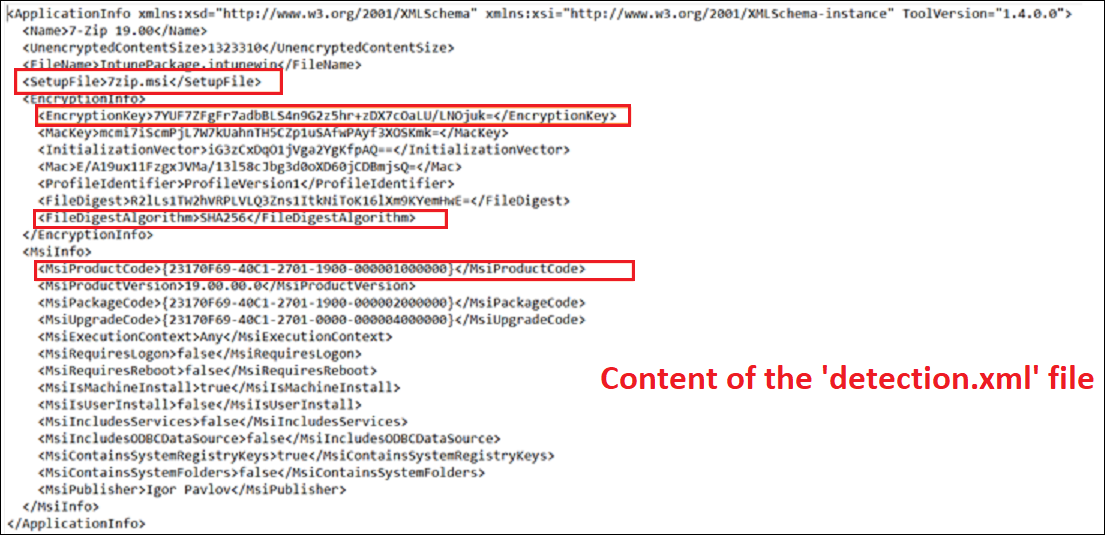 <ApplicationInfo xmlns:xsd="http://www.w3.org/2001/XMLSchema" xmlns:xsi="http://www.w3.org/2001/XMLSchema-instance" ToolVersion="1.4.0.0">
<Name>7-Zip 19.00</Name>
<UnencryptedContentSize>1323310</UnencryptedContentSize>
<FileName>IntunePackage.intunewin</FileName>
<SetupFile>7zip.msi</SetupFile>
<EncryptionInfo>
<EncryptionKey>7YUF7ZFgFr7adbBLS4n9G2z5hr+zDX7cOaLU/LNOjuk=</EncryptionKey>
<MacKey>mcmi7iScmPjL7W7kUahnTH5CZp1uSAfwPAyf3XOSKmk=</MacKey>
<InitializationVector>iG3zCxDqO1jVga2YgKfpAQ==</InitializationVector>
<Mac>E/A19ux11FzgxJVMa/13l58cJbg3d0oXD60jCDBmjsQ=</Mac>
<ProfileIdentifier>ProfileVersion1</ProfileIdentifier>
<FileDigest>R2lLs1TW2hVRPLVLQ3Zns1ItkNiToK16lXm9KYemHwE=</FileDigest>
<FileDigestAlgorithm>SHA256</FileDigestAlgorithm>
</EncryptionInfo>
<MsiInfo>
<MsiProductCode>{23170F69-40C1-2701-1900-000001000000}</MsiProductCode>
<MsiProductVersion>19.00.00.0</MsiProductVersion>
<MsiPackageCode>{23170F69-40C1-2701-1900-000002000000}</MsiPackageCode>
<MsiUpgradeCode>{23170F69-40C1-2701-0000-000004000000}</MsiUpgradeCode>
<MsiExecutionContext>Any</MsiExecutionContext>
<MsiRequiresLogon>false</MsiRequiresLogon>
<MsiRequiresReboot>false</MsiRequiresReboot>
<MsiIsMachineInstall>true</MsiIsMachineInstall>
<MsiIsUserInstall>false</MsiIsUserInstall>
<MsiIncludesServices>false</MsiIncludesServices>
<MsiIncludesODBCDataSource>false</MsiIncludesODBCDataSource>
<MsiContainsSystemRegistryKeys>true</MsiContainsSystemRegistryKeys>
<MsiContainsSystemFolders>false</MsiContainsSystemFolders>
<MsiPublisher>Igor Pavlov</MsiPublisher>
</MsiInfo>
</ApplicationInfo>
Content of the 'detection.xml' file